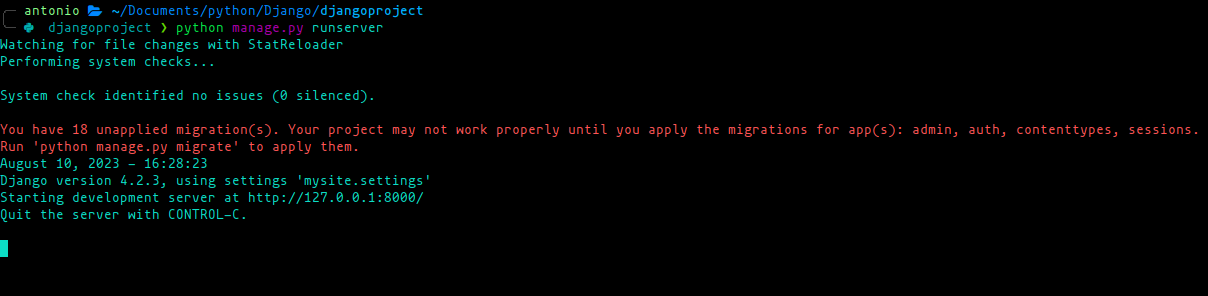 antonio ~/Documents/python/Django/djangoproject
djangoproject ❯ python manage.py runserver
Watching for file changes with StatReloader
Performing system checks...
System check identified no issues (0 silenced).
You have 18 unapplied migration(s). Your project may not work properly until you apply the migrations for app(s): admin, auth, contenttypes, sessions.
Run 'python manage.py migrate' to apply them.
August 10, 2023 - 16:28:23
Django version 4.2.3, using settings 'mysite.settings'
Starting development server at http://127.0.0.1:8000/
Quit the server with CONTROL-C.